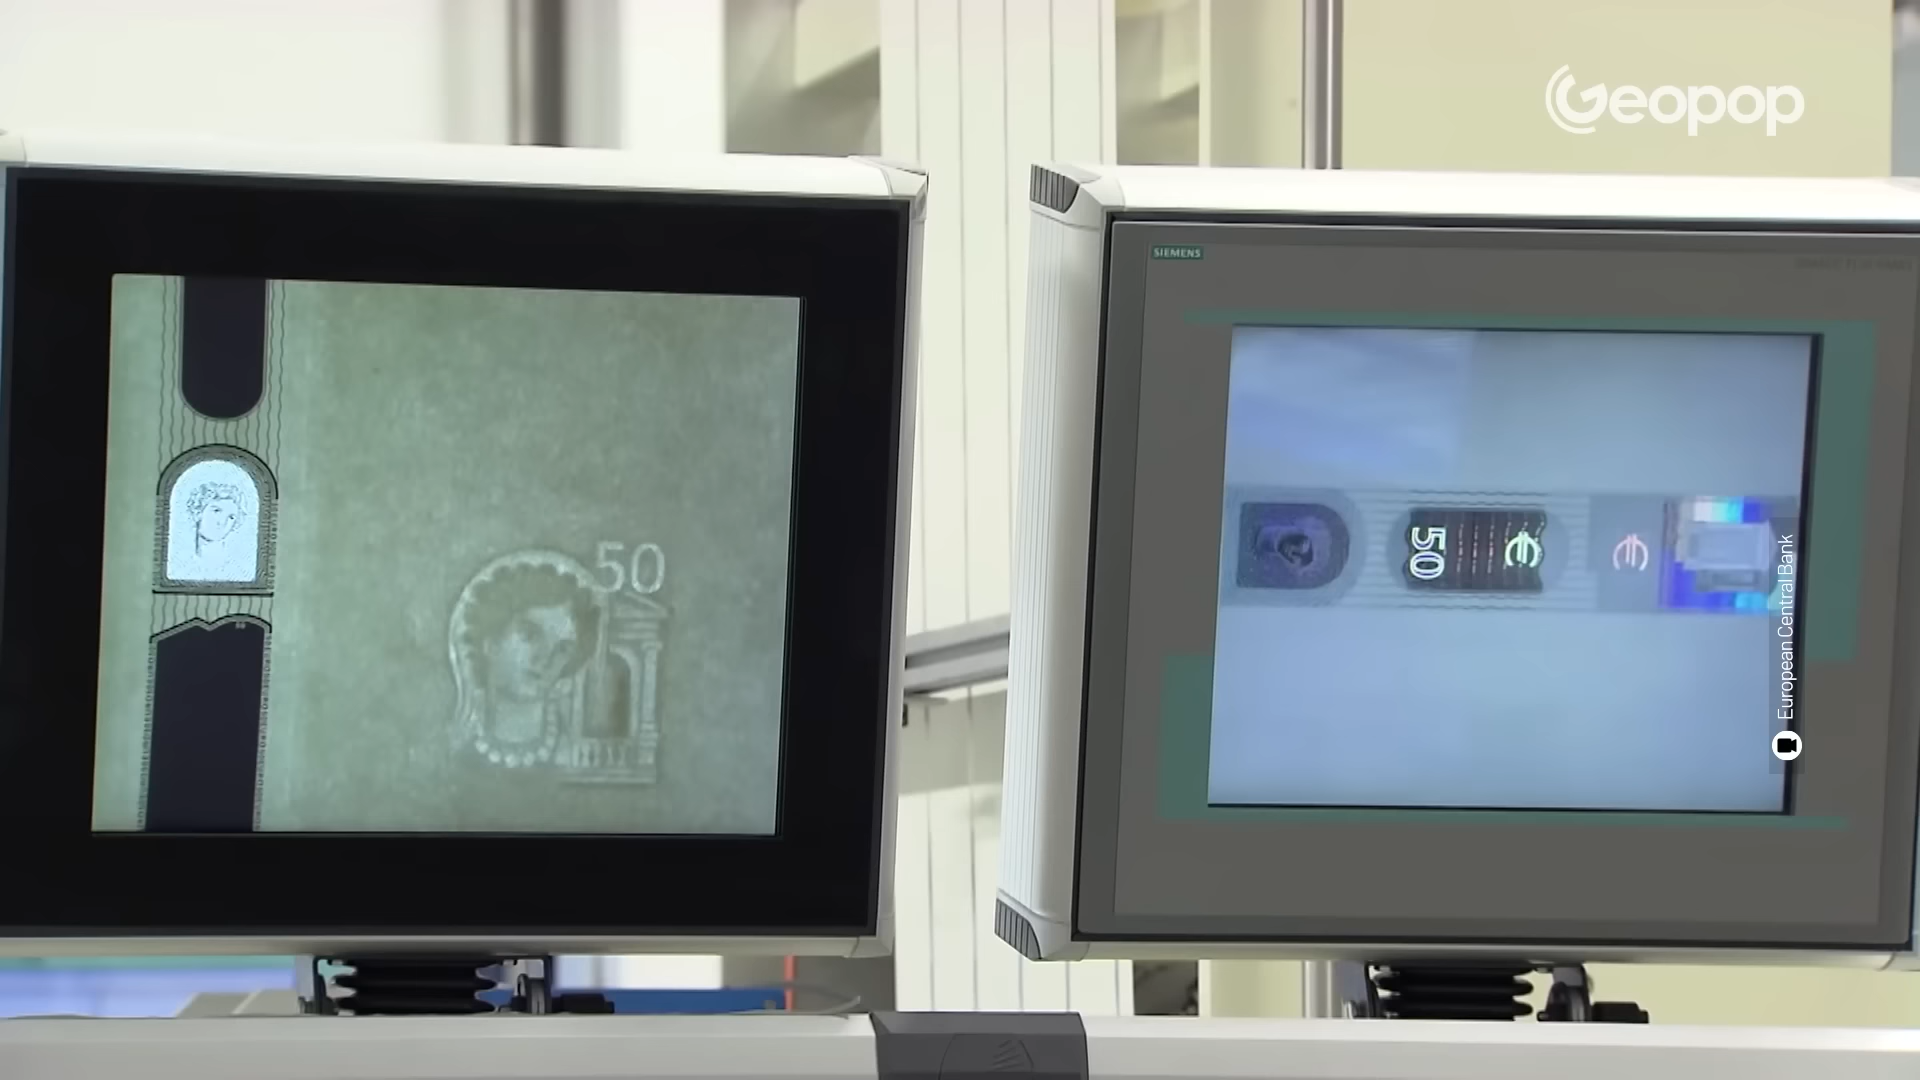 Geopop
SIEMENS
50
50 €
€
European Central Bank